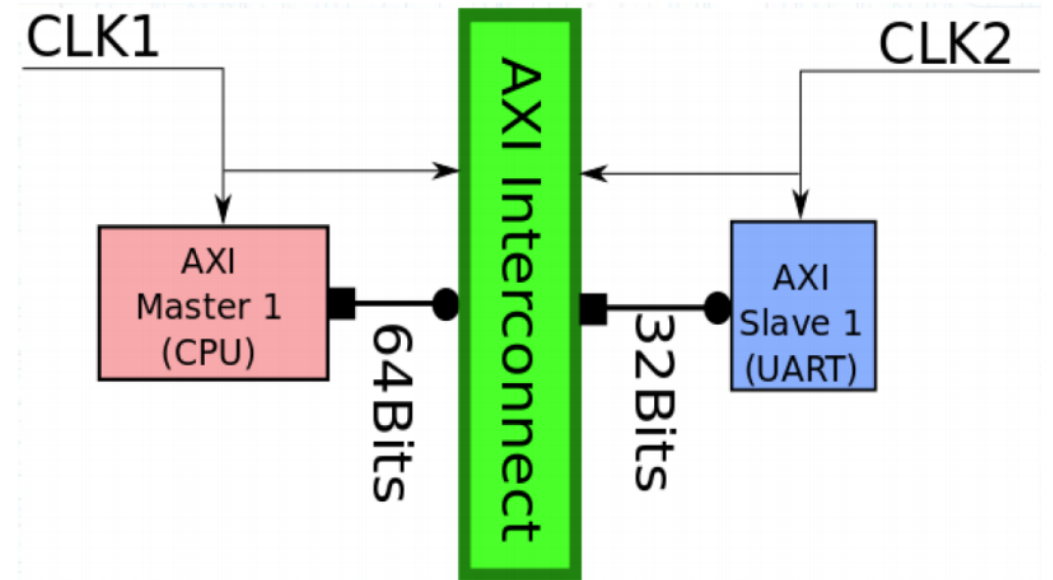 CLK1
CLK2
AXI Interconnect
AXI
Master 1
(CPU)
64Bits
32Bits
AXI
Slave 1
(UART)